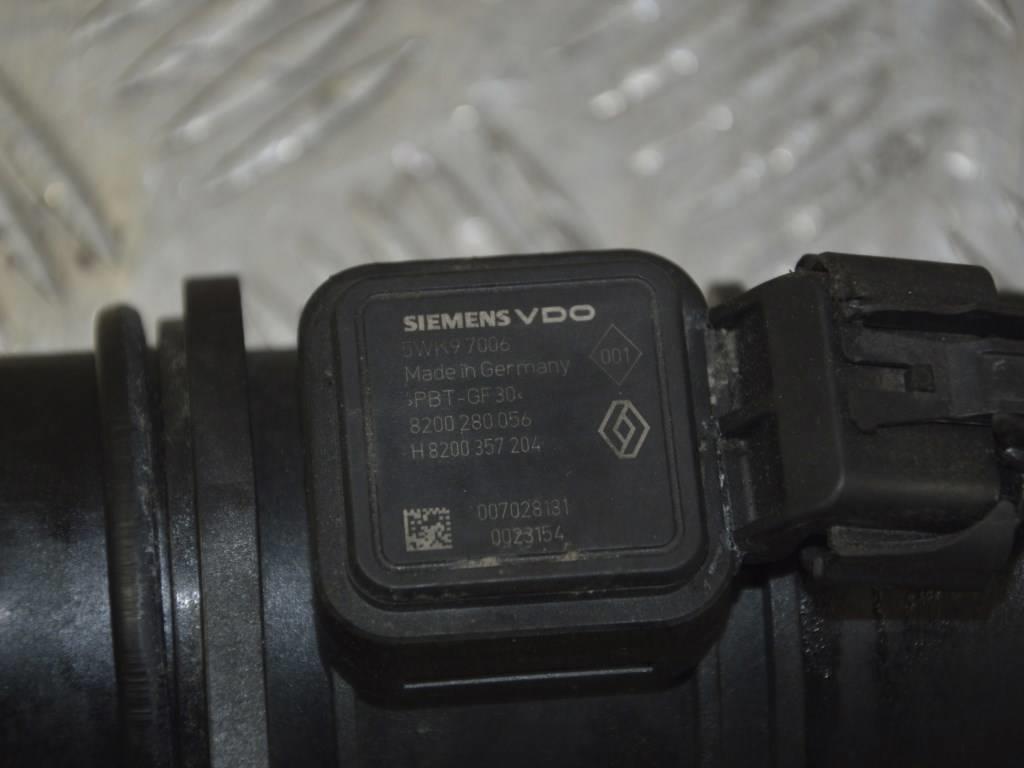 SIEMENS VDO
5WK9 7006
001
Made in Germany
>PBT-GF30<
8200 280 056
H 8200 357 204
007028131
0023154